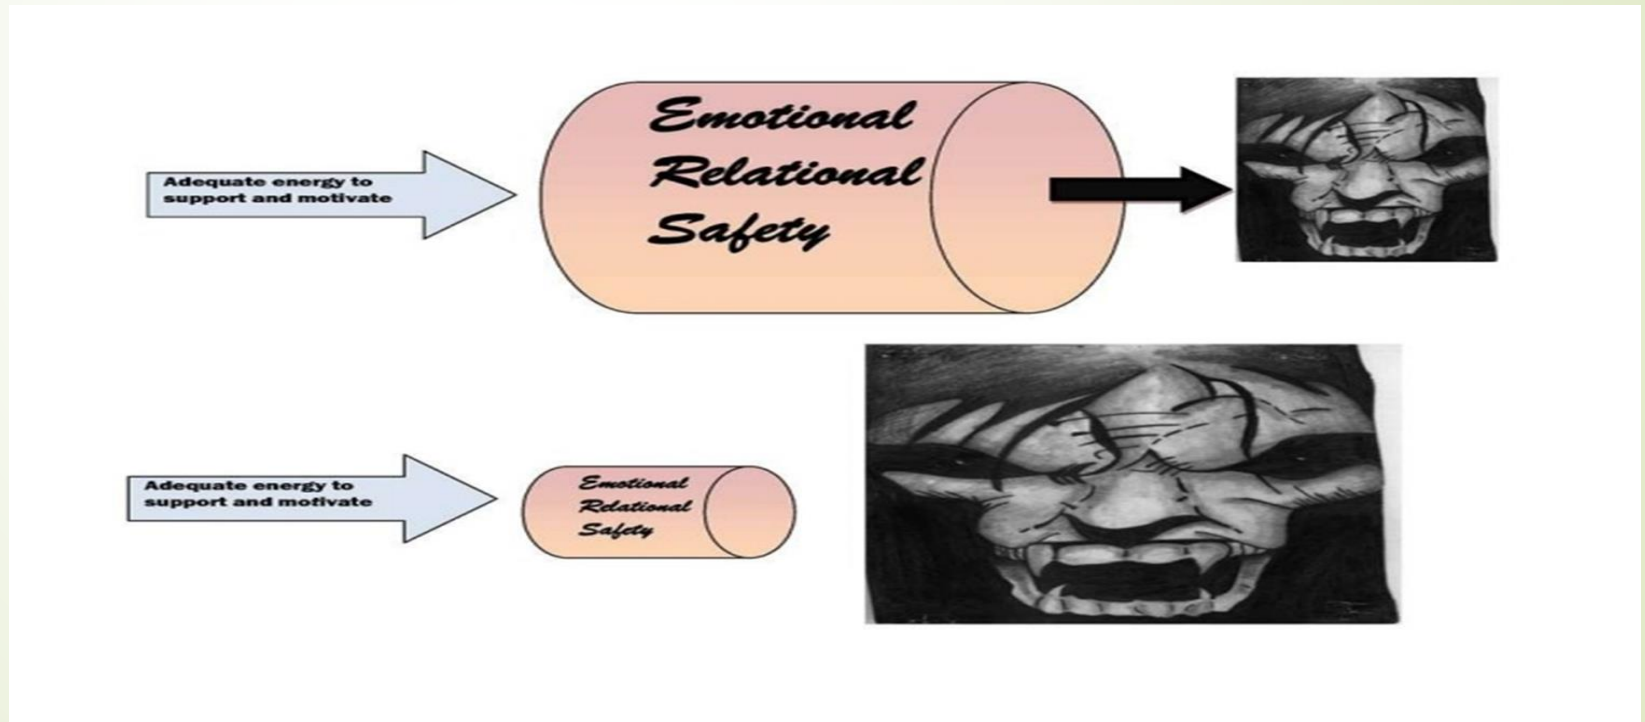 Adequate energy to
support and motivate
Emotional
Relational
Safety
Adequate energy to
support and motivate
Emotional
Relational
Safety